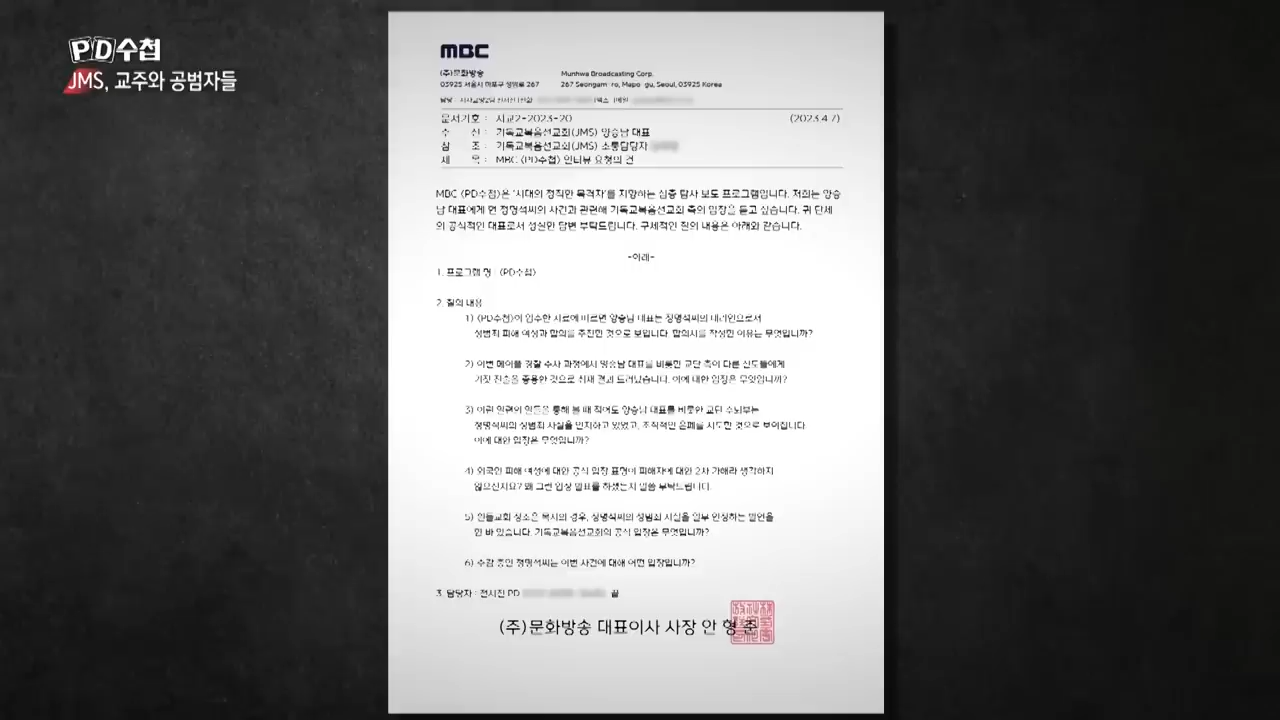 PD수첩
JMS, 교주와 공범자들
MBC
(주)문화방송 Munhwa Broadcasting Corp.
03925 서울시 마포구 성암로 267 267 Seongam-ro, Mapo-gu, Seoul, 03925 Korea
문서기호 : 시교2-2023-20 (2023.4.7)
수 신 : 기독교복음선교회(JMS) 양승남 대표
참 조 : 기독교복음선교회(JMS) 소통담당자
제 목 : MBC <PD수첩> 인터뷰 요청의 건
MBC <PD수첩>은 '시대의 정직한 목격자'를 지향하는 심층 탐사 보도 프로그램입니다. 저희는 양승
남 대표에게 현 정명석씨의 사건과 관련해 기독교복음선교회 측의 입장을 듣고 싶습니다. 귀 단체
의 공식적인 대표로서 성실한 답변 부탁드립니다. 구체적인 질의 내용은 아래와 같습니다.
-아래-
1. 프로그램 명 : <PD수첩>
2. 질의 내용
1) <PD수첩>이 입수한 자료에 따르면 양승남 대표는 정명석씨의 대리인으로서
성범죄 피해 여성과 합의를 추진한 것으로 보입니다. 합의서를 작성한 이유는 무엇입니까?
2) 이번 메이플 경찰 수사 과정에서 양승남 대표를 비롯한 교단 측이 다른 신도들에게
거짓 진술을 종용한 것으로 취재 결과 드러났습니다. 이에 대한 입장은 무엇입니까?
3) 이런 일련의 일들을 통해 볼 때 적어도 양승남 대표를 비롯한 교단 수뇌부는
정명석씨의 성범죄 사실을 인지하고 있었고, 조직적인 은폐를 시도한 것으로 보여집니다.
이에 대한 입장은 무엇입니까?
4) 외국인 피해 여성에 대한 공식 입장 표명이 피해자에 대한 2차 가해라 생각하지
않으신지요? 왜 그런 입장 발표를 하셨는지 말씀 부탁드립니다.
5) 흰돌교회 목사의 경우, 정명석씨의 성범죄 사실을 일부 인정하는 발언을
한 바 있습니다. 기독교복음선교회의 공식 입장은 무엇입니까?
6) 수감 중인 정명석씨는 이번 사건에 대해 어떤 입장입니까?
3. 담당자 : 전서진 PD 끝
(주)문화방송 대표이사 사장 안 형 준